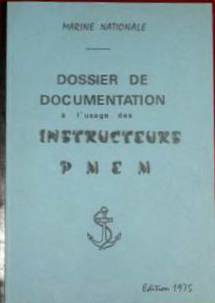 MARINE NATIONALE
DOSSIER DE
DOCUMENTATION
à l'usage des
INSTRUCTEURS
P M E M
Edition 1975